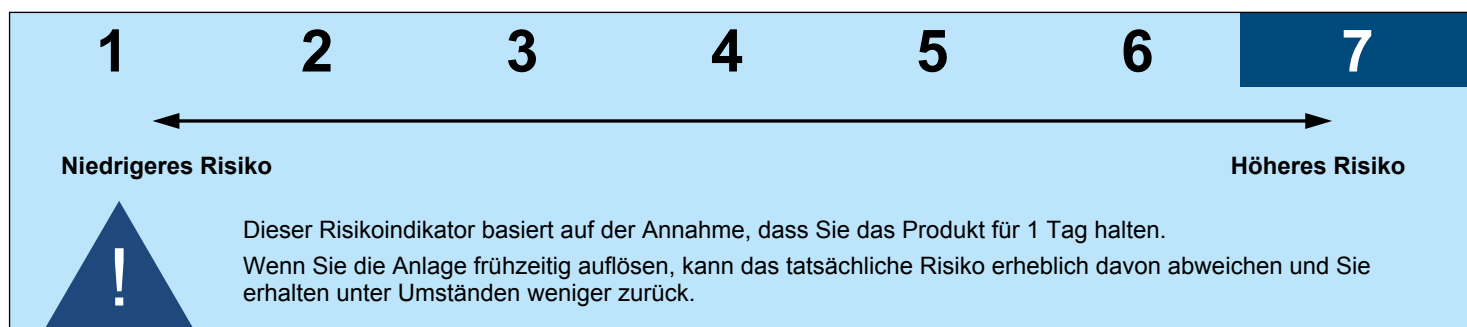 1 2 3 4 5 6 7
Niedrigeres Risiko Höheres Risiko
!
Dieser Risikoindikator basiert auf der Annahme, dass Sie das Produkt für 1 Tag halten.
Wenn Sie die Anlage frühzeitig auflösen, kann das tatsächliche Risiko erheblich davon abweichen und Sie
erhalten unter Umständen weniger zurück.